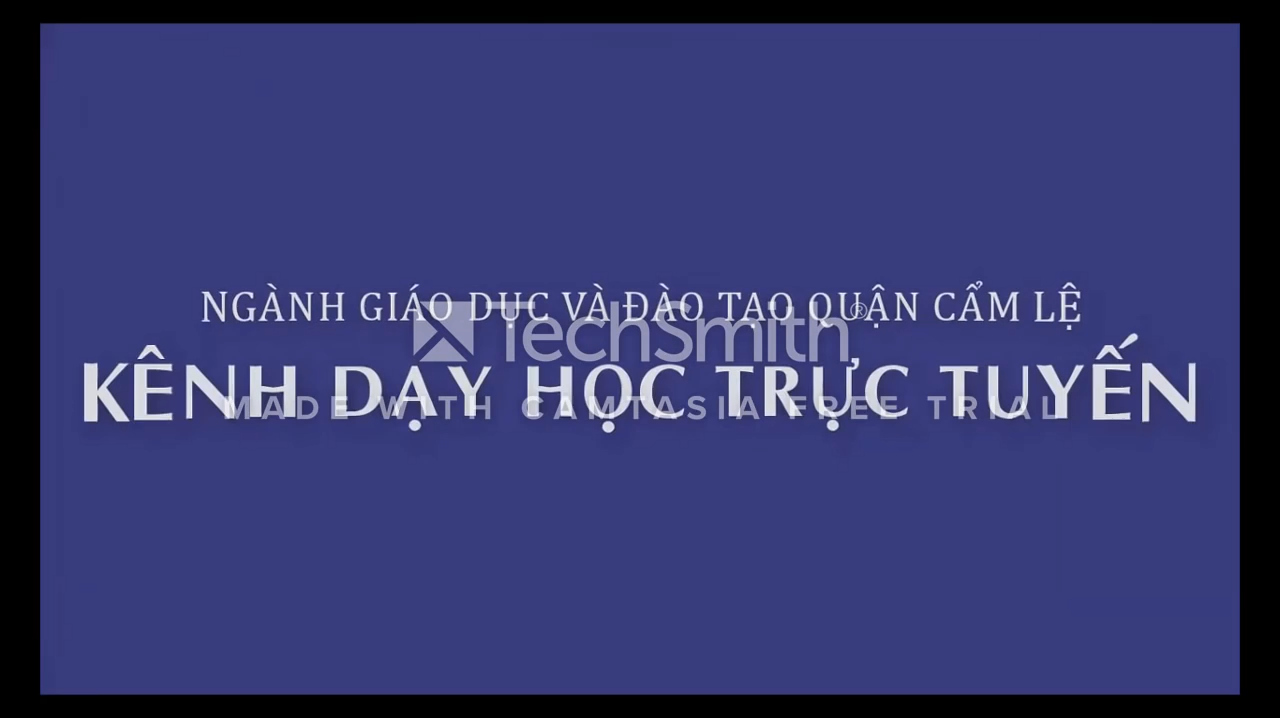 NGÀNH GIÁO DỤC VÀ ĐÀO TẠO QUẬN CẨM LỆ
TechSmith®
KÊNH DẠY HỌC TRỰC TUYẾN
MADE WITH CAMTASIA FREE TRIAL